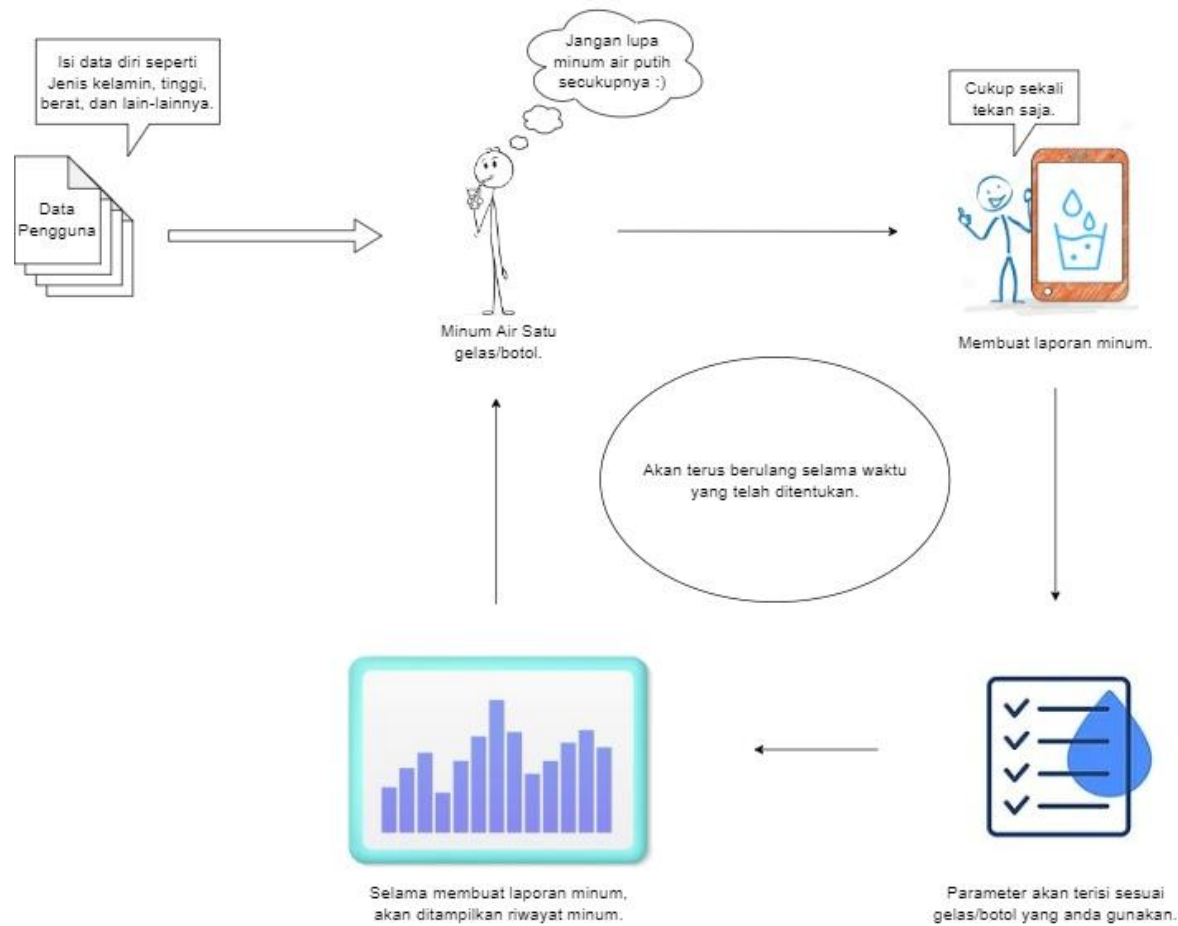 Isi data diri seperti
Jenis kelamin, tinggi,
berat, dan lain-lainnya.
Data
Pengguna
Jangan lupa
minum air putih
secukupnya :)
Minum Air Satu
gelas/botol.
Cukup sekali
tekan saja.
Membuat laporan minum.
Akan terus berulang selama waktu
yang telah ditentukan.
Selama membuat laporan minum,
akan ditampilkan riwayat minum.
Parameter akan terisi sesuai
gelas/botol yang anda gunakan.